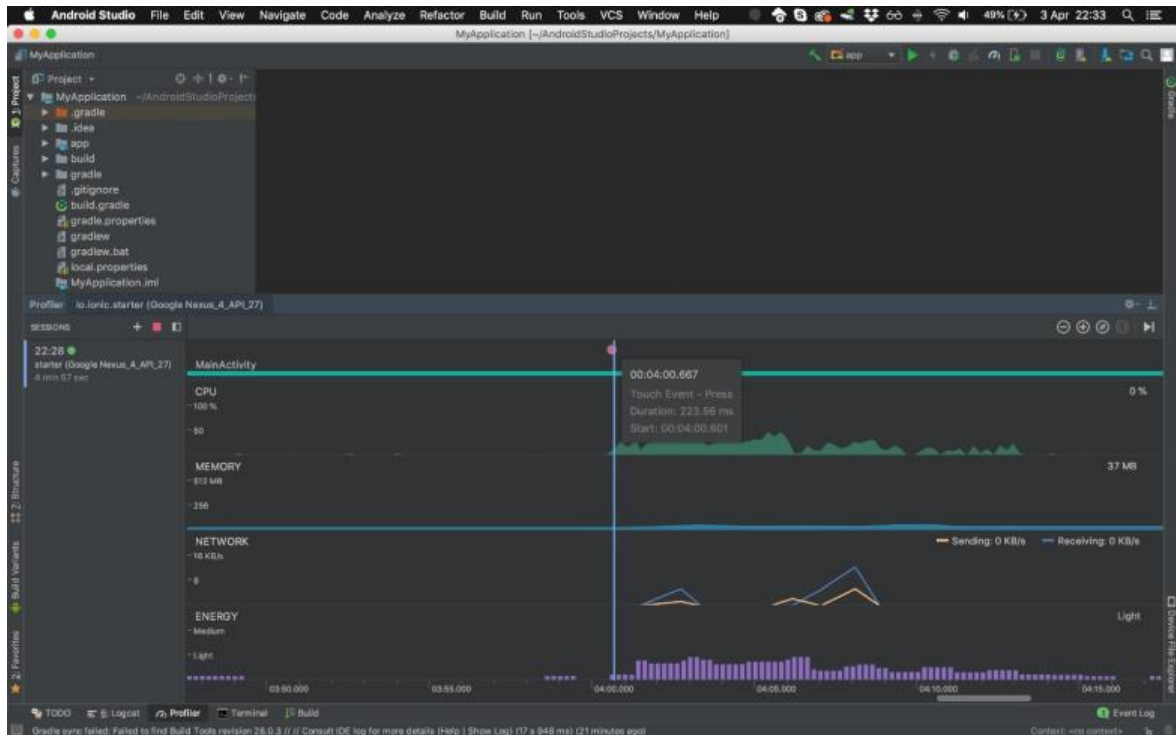 Android Studio File Edit View Navigate Code Analyze Refactor Build Run Tools VCS Window Help 49% 3 Apr 22:33
MyApplication [~/AndroidStudioProjects/MyApplication]
MyApplication
app
Project
MyApplication ~/AndroidStudioProjects
.gradle
.idea
app
build
gradle
.gitignore
build.gradle
gradle.properties
gradlew
gradlew.bat
local.properties
MyApplication.iml
1: Project
Captures
7: Structure
Build Variants
2: Favorites
Gradle
Device File Explorer
Profiler io.ionic.starter (Google Nexus_4_API_27)
SESSIONS +
22:28
starter (Google Nexus_4_API_27)
4 min 57 sec
MainActivity
00:04:00.667
Touch Event - Press
Duration: 223.56 ms
Start: 00:04:00.601
CPU 0 %
100 %
50
MEMORY 37 MB
512 MB
256
NETWORK Sending: 0 KB/s Receiving: 0 KB/s
16 KB/s
8
ENERGY Light
Medium
Light
03:50.000 03:55.000 04:00.000 04:05.000 04:10.000 04:15.000
TODO 6: Logcat Profiler Terminal Build Event Log
Gradle sync failed: Failed to find Build Tools revision 28.0.3 // // Consult IDE log for more details (Help | Show Log) (17 s 948 ms) (21 minutes ago) Context: <no context>